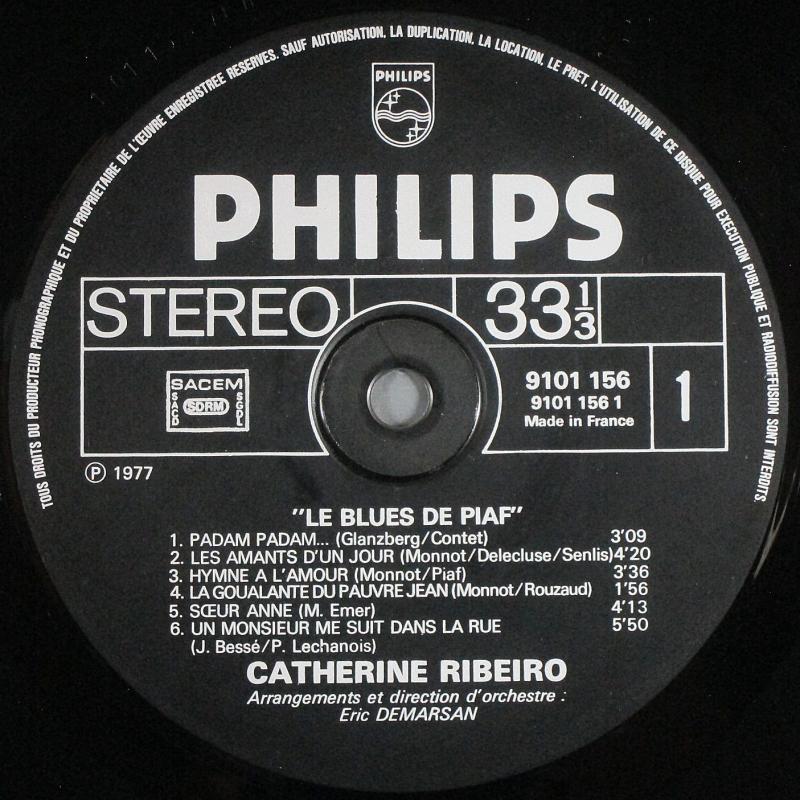 TOUS DROITS DU PRODUCTEUR PHONOGRAPHIQUE ET DU PROPRIETAIRE DE L'ŒUVRE ENREGISTREE RESERVES. SAUF AUTORISATION, LA DUPLICATION, LA LOCATION, LE PRET, L'UTILISATION DE CE DISQUE POUR EXECUTION PUBLIQUE ET RADIODIFFUSION SONT INTERDITS.
PHILIPS
PHILIPS
STEREO
33 1/3
SACEM
SACD
SDRM
SGDL
9101 156
9101 156 1
Made in France
1
Ⓟ 1977
"LE BLUES DE PIAF"
1. PADAM PADAM... (Glanzberg/Contet) 3'09
2. LES AMANTS D'UN JOUR (Monnot/Delecluse/Senlis) 4'20
3. HYMNE A L'AMOUR (Monnot/Piaf) 3'36
4. LA GOUALANTE DU PAUVRE JEAN (Monnot/Rouzaud) 1'56
5. SŒUR ANNE (M. Emer) 4'13
6. UN MONSIEUR ME SUIT DANS LA RUE 5'50
(J. Bessé/P. Lechanois)
CATHERINE RIBEIRO
Arrangements et direction d'orchestre :
Eric DEMARSAN